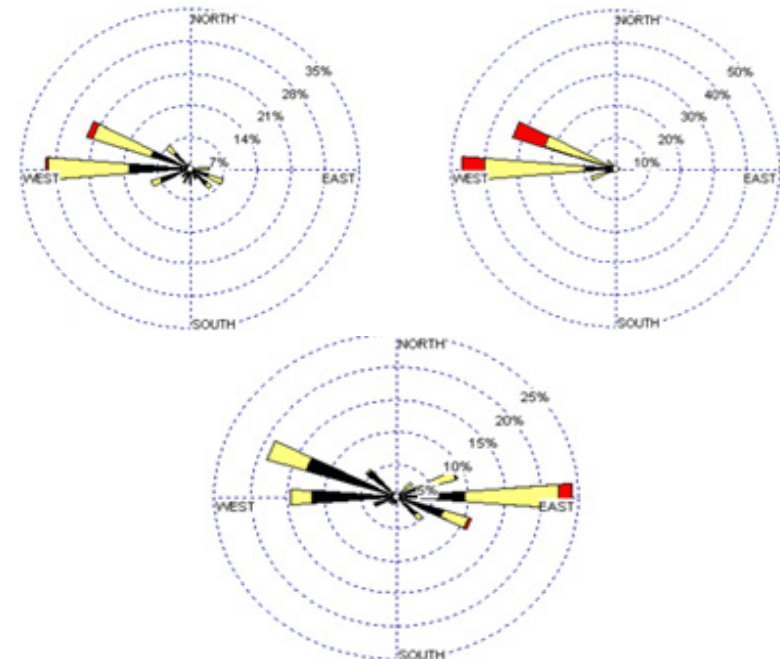 NORTH
35%
28%
21%
14%
7%
WEST
EAST
SOUTH
NORTH
50%
40%
30%
20%
10%
WEST
EAST
SOUTH
NORTH
25%
20%
15%
10%
5%
WEST
EAST
SOUTH